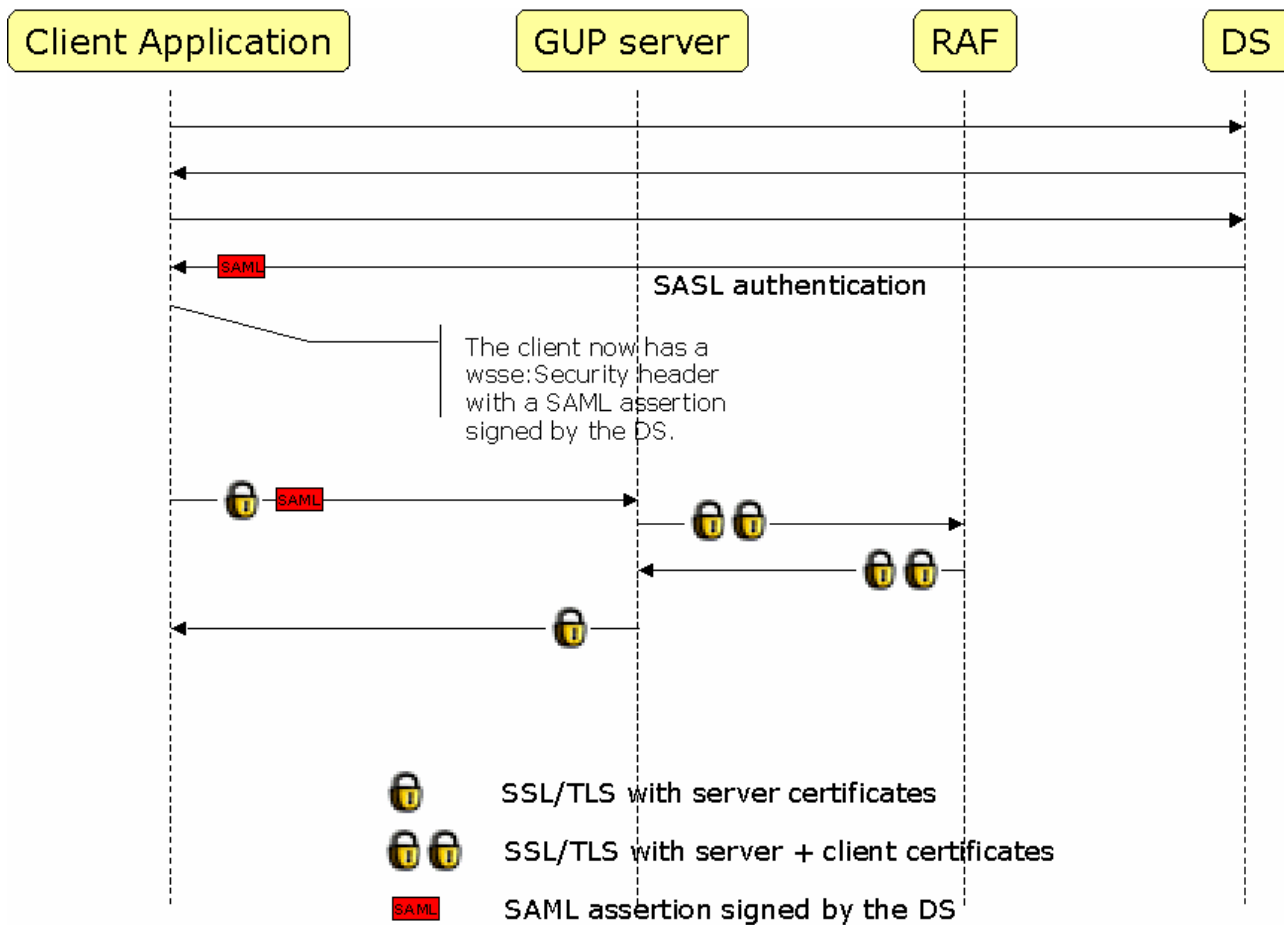 Client Application
GUP server
RAF
DS
SAML
SASL authentication
The client now has a
wsse:Security header
with a SAML assertion
signed by the DS.
SAML
SSL/TLS with server certificates
SSL/TLS with server + client certificates
SAML
SAML assertion signed by the DS